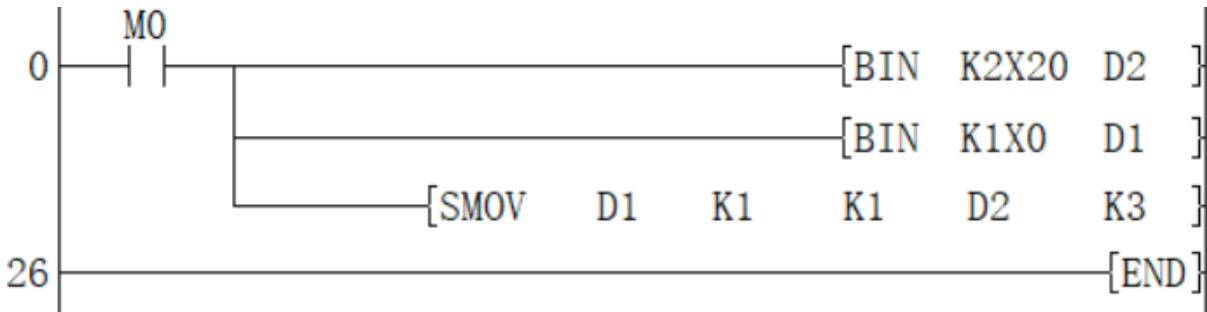 M0
0 [BIN K2X20 D2 ]
[BIN K1X0 D1 ]
[SMOV D1 K1 K1 D2 K3 ]
26 [END]